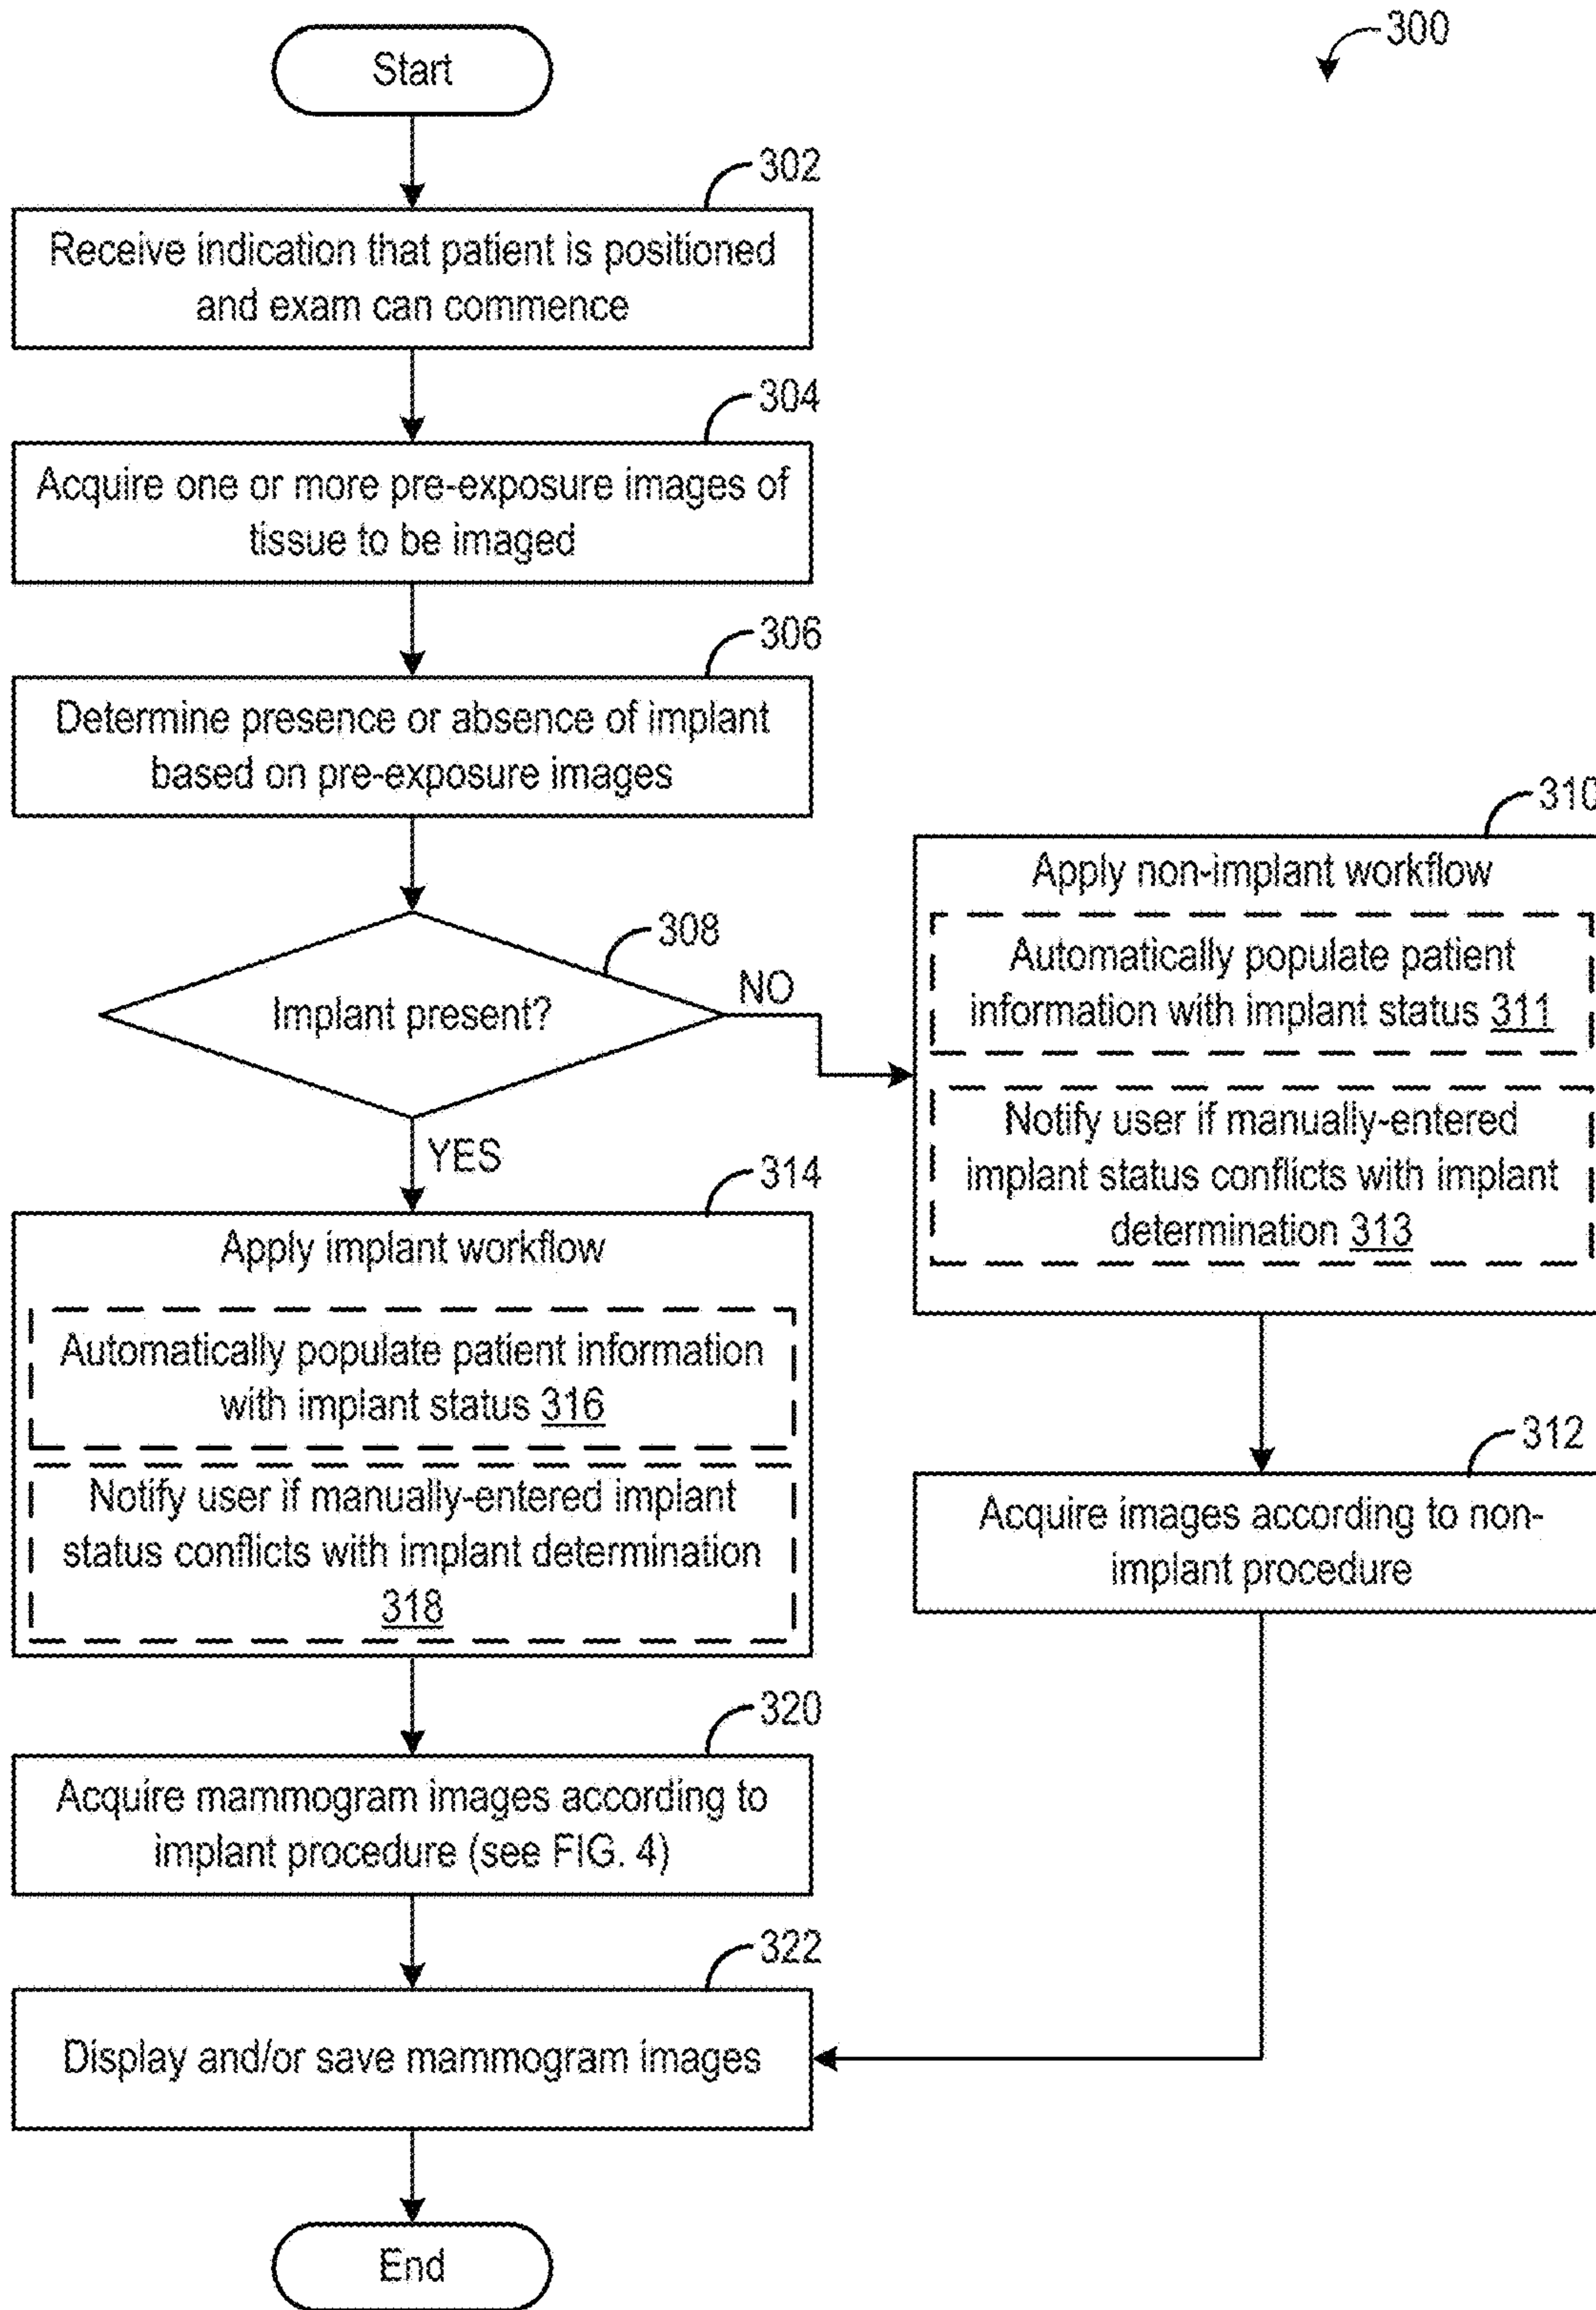 300
Start
302
Receive indication that patient is positioned
and exam can commence
304
Acquire one or more pre-exposure images of
tissue to be imaged
306
Determine presence or absence of implant
based on pre-exposure images
308
Implant present?
NO
YES
310
Apply non-implant workflow
Automatically populate patient
information with implant status 311
Notify user if manually-entered
implant status conflicts with implant
determination 313
312
Acquire images according to non-
implant procedure
314
Apply implant workflow
Automatically populate patient information
with implant status 316
Notify user if manually-entered implant
status conflicts with implant determination
318
320
Acquire mammogram images according to
implant procedure (see FIG. 4)
322
Display and/or save mammogram images
End